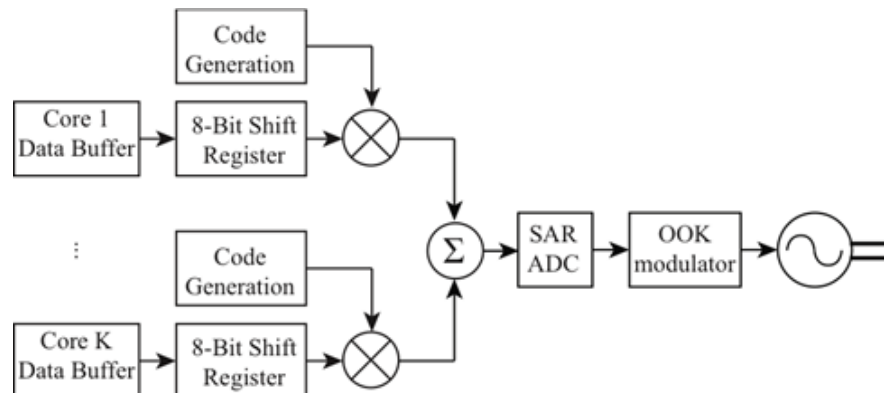 Code
Generation
Core 1
Data Buffer
8-Bit Shift
Register
Σ
SAR
ADC
OOK
modulator
...
Code
Generation
Core K
Data Buffer
8-Bit Shift
Register